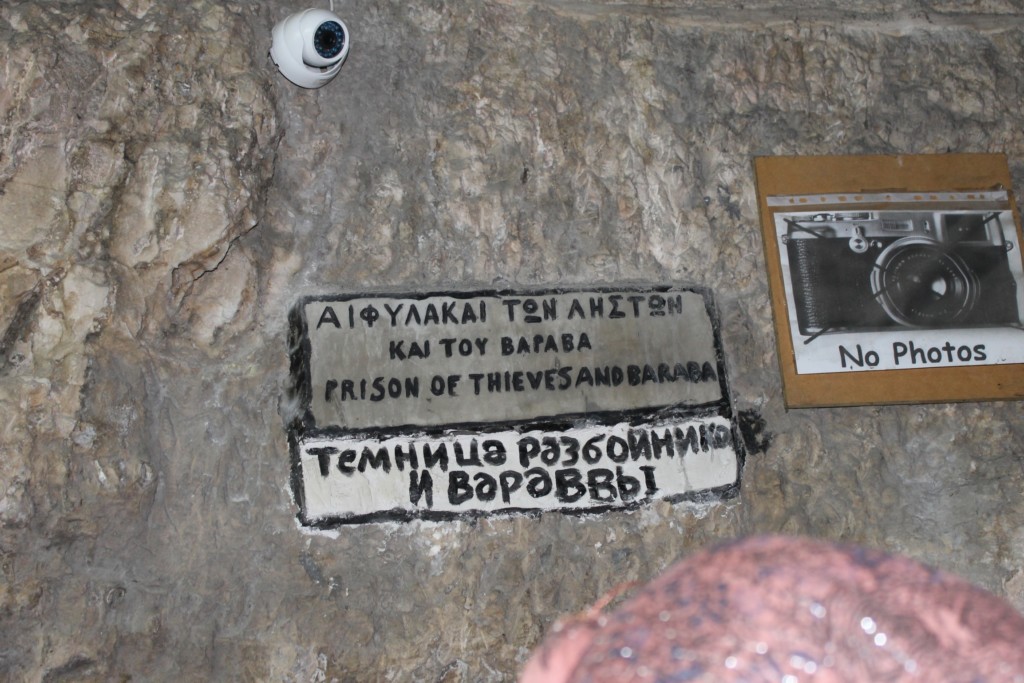 ΑΙ ΦΥΛΑΚΑΙ ΤΩΝ ΛΗΣΤΩΝ
ΚΑΙ ΤΟΥ ΒΑΡΑΒΑ
PRISON OF THIEVES AND BARABA
темница разбойников
и вараввы
No Photos